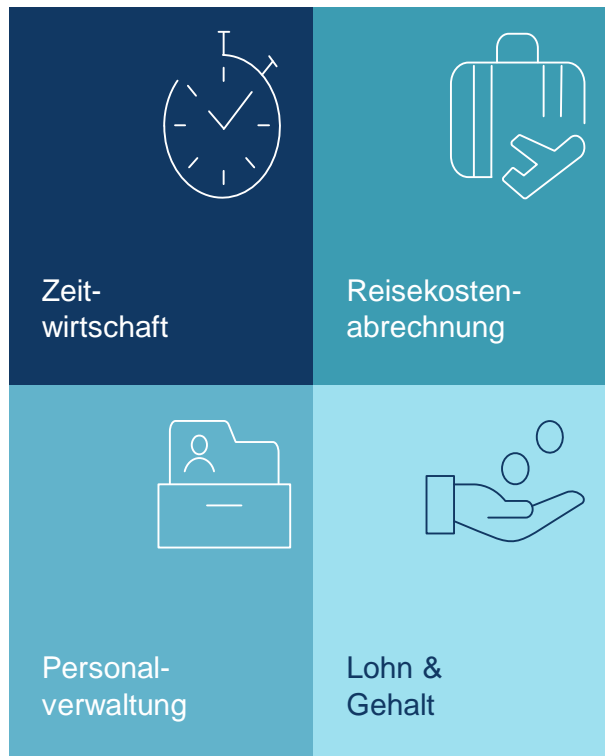 Zeit-
wirtschaft
Reisekosten-
abrechnung
Personal-
verwaltung
Lohn &
Gehalt